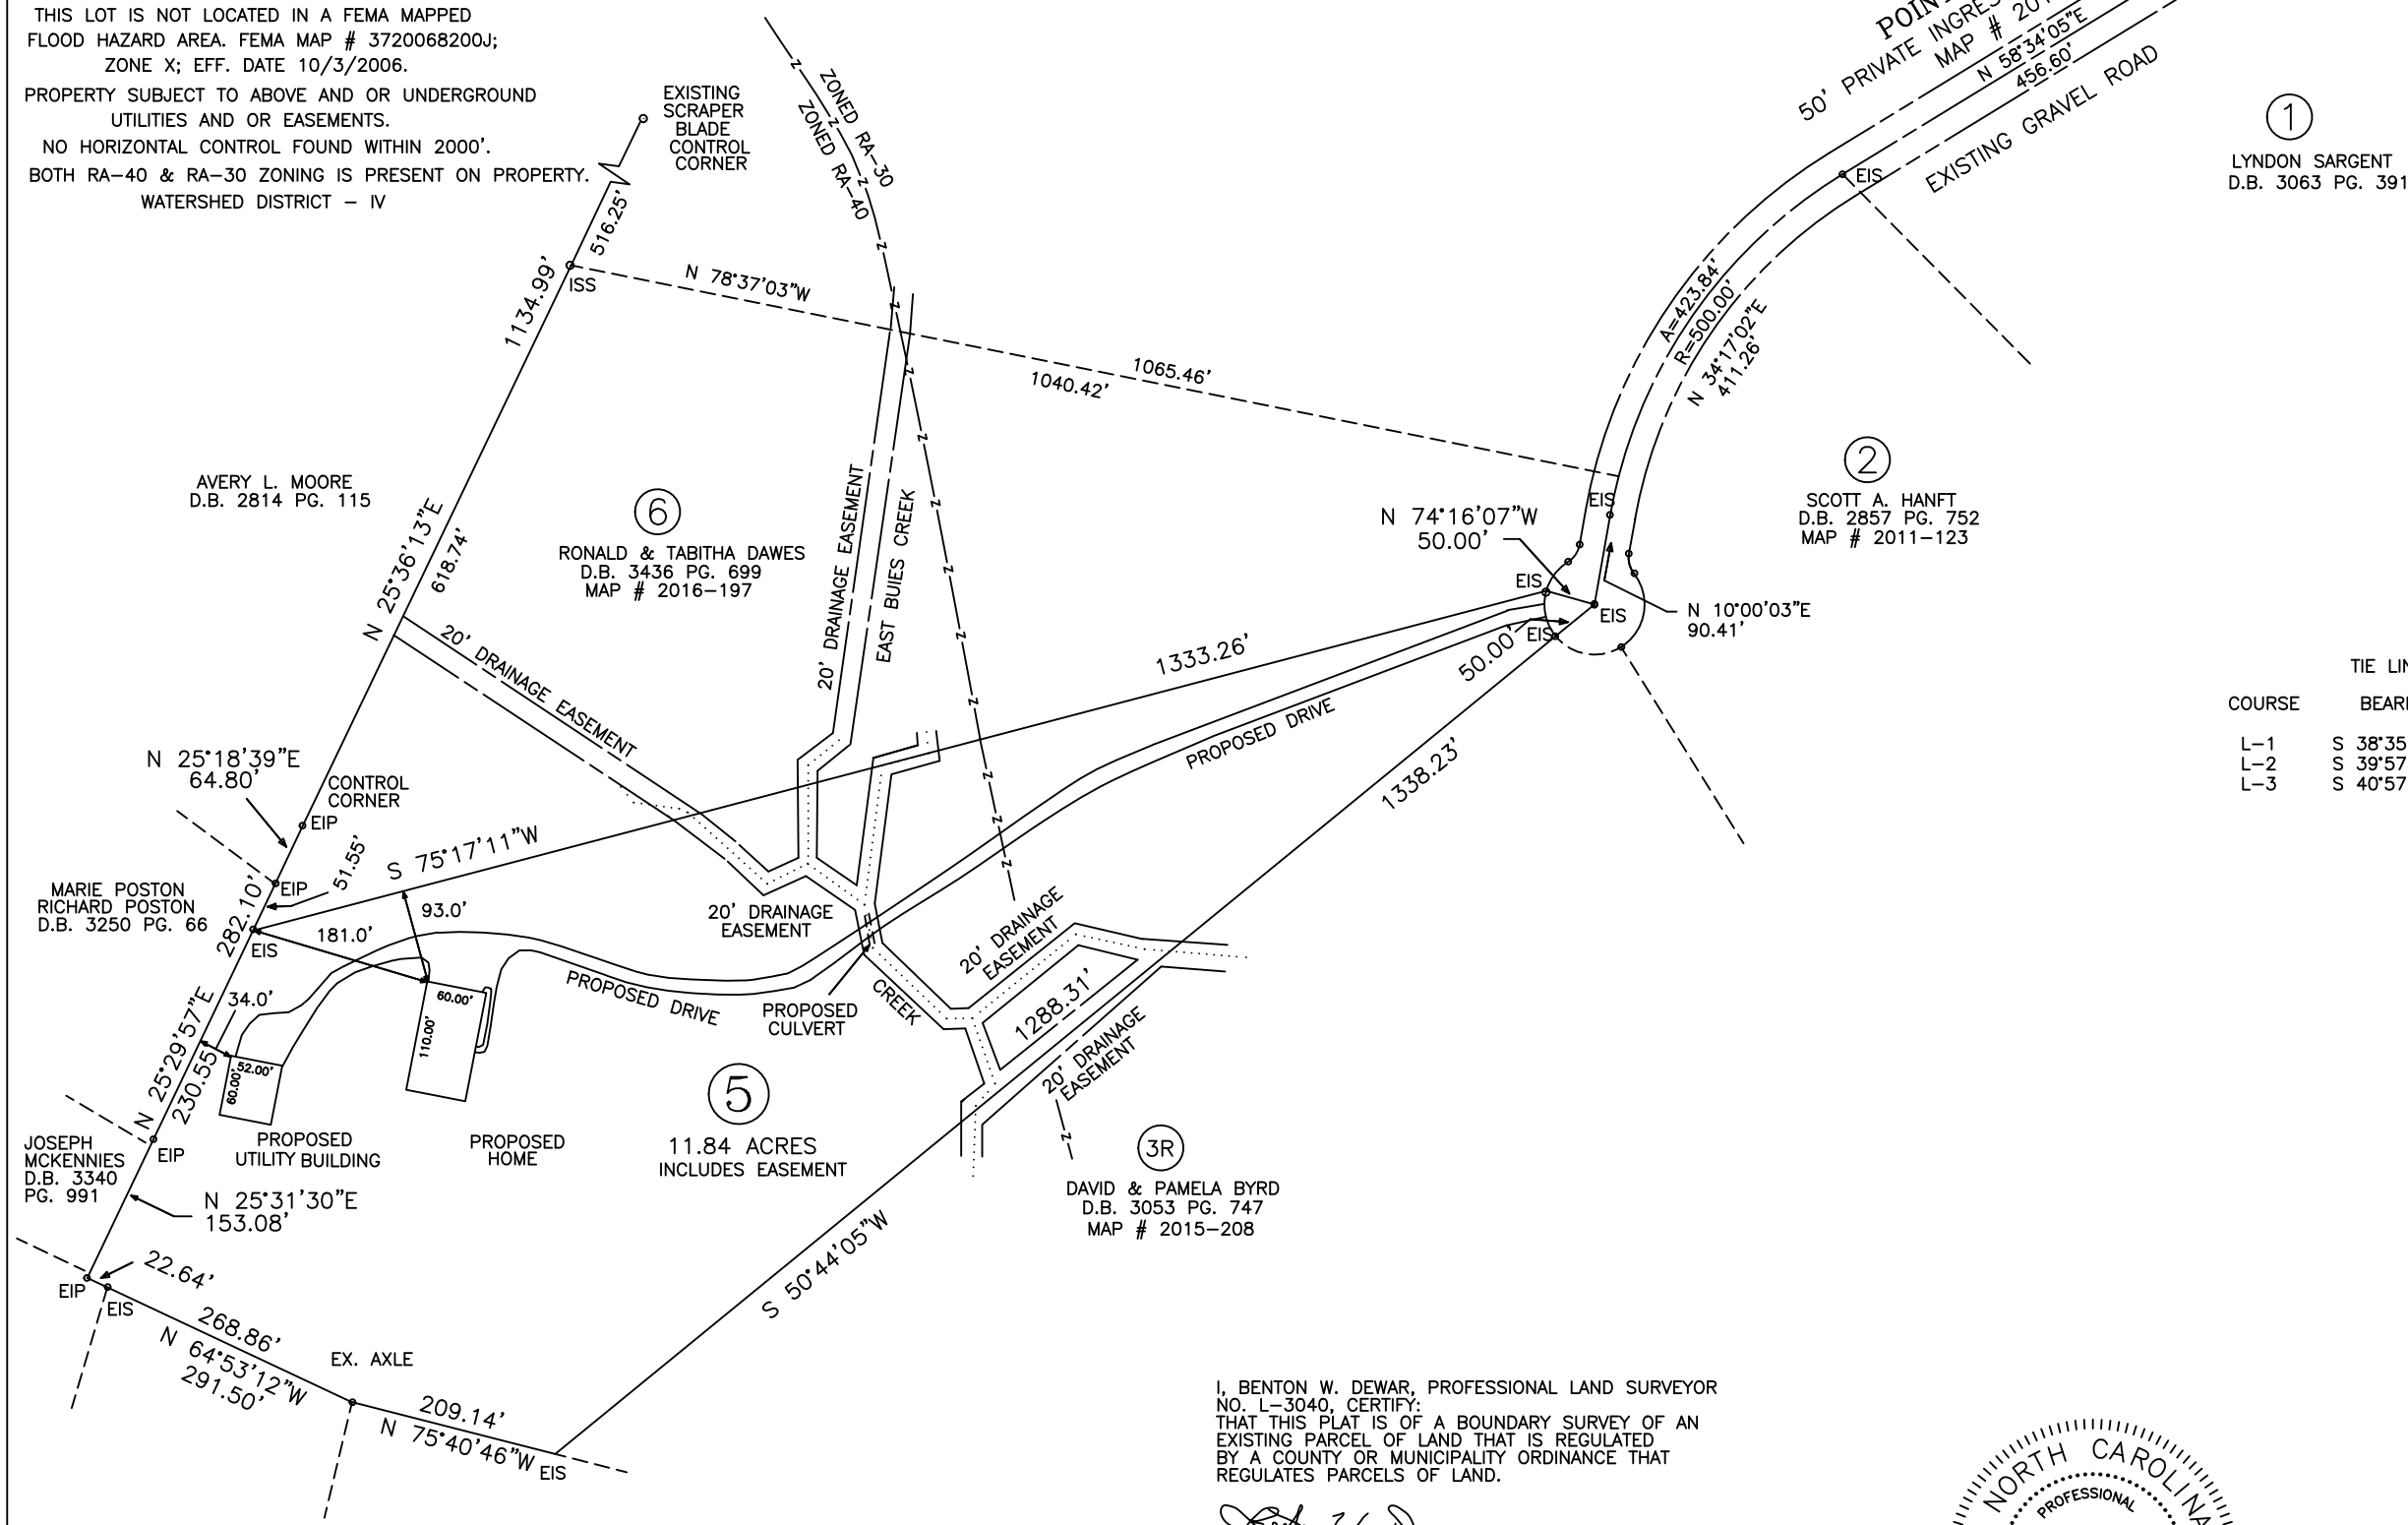 THIS LOT IS NOT LOCATED IN A FEMA MAPPED
FLOOD HAZARD AREA. FEMA MAP # 3720068200J;
ZONE X; EFF. DATE 10/3/2006.
PROPERTY SUBJECT TO ABOVE AND OR UNDERGROUND
UTILITIES AND OR EASEMENTS.
NO HORIZONTAL CONTROL FOUND WITHIN 2000'.
BOTH RA-40 & RA-30 ZONING IS PRESENT ON PROPERTY.
WATERSHED DISTRICT - IV
EXISTING
SCRAPER
BLADE
CONTROL
CORNER
516.25'
ISS
1134.99'
ZONED RA-30
ZONED RA-40
N 78°37'03"W
1065.46'
1040.42'
50' PRIVATE
MAP #
N 58°34'05"E
456.60'
EXISTING GRAVEL ROAD
EIS
1
LYNDON SARGENT
D.B. 3063 PG. 391
A=423.84'
R=500.00'
N 34°17'02"E
411.26'
2
SCOTT A. HANFT
D.B. 2857 PG. 752
MAP # 2011-123
AVERY L. MOORE
D.B. 2814 PG. 115
N 25°36'13"E
618.74'
6
RONALD & TABITHA DAWES
D.B. 3436 PG. 699
MAP # 2016-197
20' DRAINAGE EASEMENT
EAST BUIES CREEK
20' DRAINAGE EASEMENT
N 74°16'07"W
50.00'
EIS
EIS
EIS
EIS
N 10°00'03"E
90.41'
50.00'
1333.26'
PROPOSED DRIVE
1338.23'
COURSE
L-1 S 38°35
L-2 S 39°57
L-3 S 40°57
N 25°18'39"E
64.80'
CONTROL
CORNER
EIP
EIP
51.55'
S 75°17'11"W
MARIE POSTON
RICHARD POSTON
D.B. 3250 PG. 66
282.10'
EIS
181.0'
93.0'
20' DRAINAGE
EASEMENT
20' DRAINAGE
EASEMENT
PROPOSED DRIVE
PROPOSED
CULVERT
CREEK
1288.31'
20' DRAINAGE
EASEMENT
34.0'
N 25°29'57"E
230.55'
60.00'
110.00'
52.00'
60.00'
PROPOSED
UTILITY BUILDING
PROPOSED
HOME
5
11.84 ACRES
INCLUDES EASEMENT
3R
DAVID & PAMELA BYRD
D.B. 3053 PG. 747
MAP # 2015-208
JOSEPH
MCKENNIES
D.B. 3340
PG. 991
EIP
N 25°31'30"E
153.08'
S 50°44'05"W
22.64'
EIP
EIS
268.86'
N 64°53'12"W
291.50'
EX. AXLE
209.14'
N 75°40'46"W
EIS
I, BENTON W. DEWAR, PROFESSIONAL LAND SURVEYOR
NO. L-3040, CERTIFY:
THAT THIS PLAT IS OF A BOUNDARY SURVEY OF AN
EXISTING PARCEL OF LAND THAT IS REGULATED
BY A COUNTY OR MUNICIPALITY ORDINANCE THAT
REGULATES PARCELS OF LAND.
NORTH CAROLINA
PROFESSIONAL